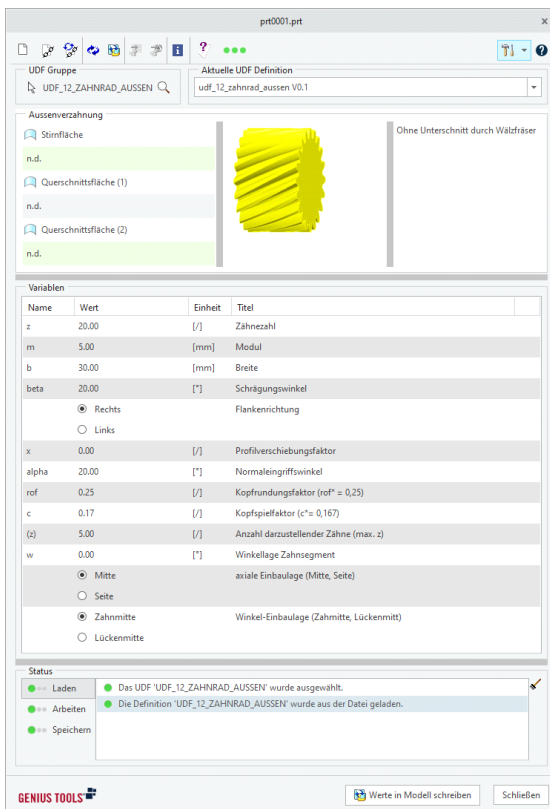 prt0001.prt
UDF Gruppe
Aktuelle UDF Definition
UDF_12_ZAHNRAD_AUSSEN
udf_12_zahnrad_aussen V0.1
Aussenverzahnung
Stirnfläche
Ohne Unterschnitt durch Wälzfräser
n.d.
Querschnittsfläche (1)
n.d.
Querschnittsfläche (2)
n.d.
Variablen
Name Wert Einheit Titel
z 20.00 [/] Zähnezahl
m 5.00 [mm] Modul
b 30.00 [mm] Breite
beta 20.00 [°] Schrägungswinkel
Rechts Flankenrichtung
Links
x 0.00 [/] Profilverschiebungsfaktor
alpha 20.00 [°] Normaleingriffswinkel
rof 0.25 [/] Kopfrundungsfaktor (rof* = 0,25)
c 0.17 [/] Kopfspielfaktor (c*= 0,167)
(z) 5.00 [/] Anzahl darzustellender Zähne (max. z)
w 0.00 [°] Winkellage Zahnsegment
Mitte axiale Einbaulage (Mitte, Seite)
Seite
Zahnmitte Winkel-Einbaulage (Zahmitte, Lückenmitt)
Lückenmitte
Status
Laden
Das UDF 'UDF_12_ZAHNRAD_AUSSEN' wurde ausgewählt.
Die Definition 'UDF_12_ZAHNRAD_AUSSEN' wurde aus der Datei geladen.
Arbeiten
Speichern
GENIUS TOOLS
Werte in Modell schreiben
Schließen